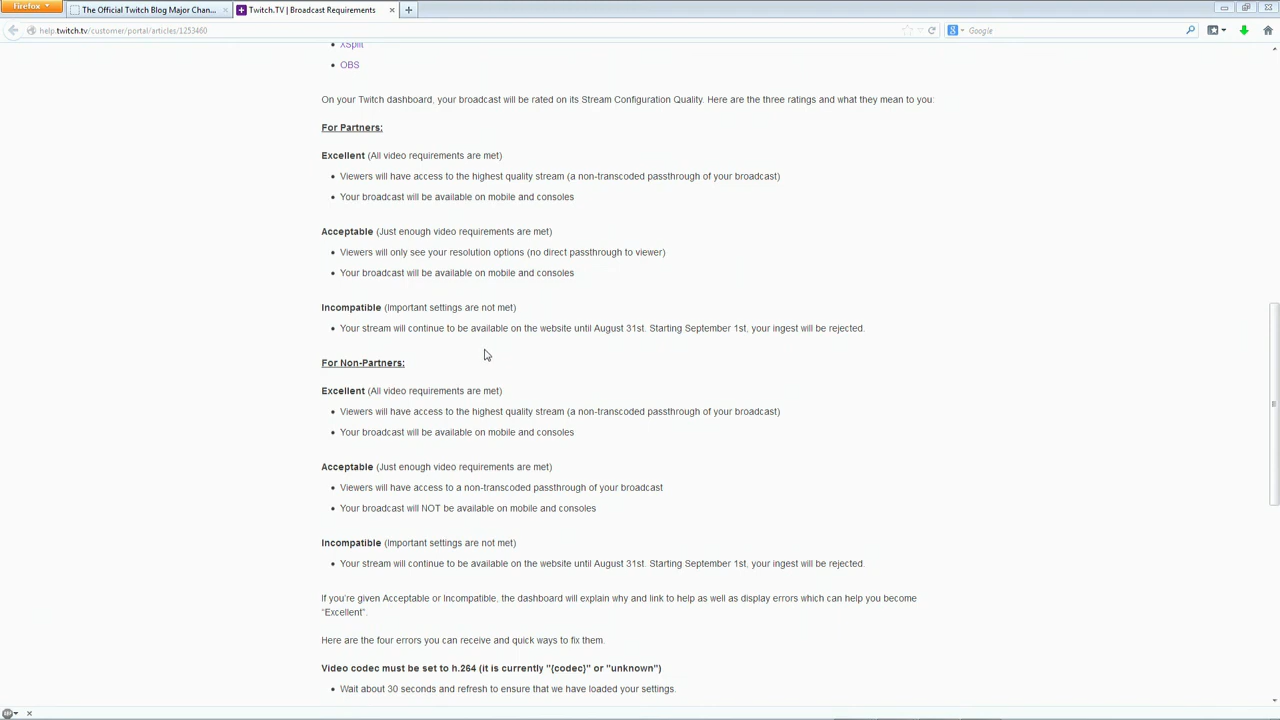 Firefox
The Official Twitch Blog Major Chan...
Twitch.TV | Broadcast Requirements
help.twitch.tv/customer/portal/articles/1253460
Google
XSplit
OBS
On your Twitch dashboard, your broadcast will be rated on its Stream Configuration Quality. Here are the three ratings and what they mean to you:
For Partners:
Excellent (All video requirements are met)
Viewers will have access to the highest quality stream (a non-transcoded passthrough of your broadcast)
Your broadcast will be available on mobile and consoles
Acceptable (Just enough video requirements are met)
Viewers will only see your resolution options (no direct passthrough to viewer)
Your broadcast will be available on mobile and consoles
Incompatible (Important settings are not met)
Your stream will continue to be available on the website until August 31st. Starting September 1st, your ingest will be rejected.
For Non-Partners:
Excellent (All video requirements are met)
Viewers will have access to the highest quality stream (a non-transcoded passthrough of your broadcast)
Your broadcast will be available on mobile and consoles
Acceptable (Just enough video requirements are met)
Viewers will have access to a non-transcoded passthrough of your broadcast
Your broadcast will NOT be available on mobile and consoles
Incompatible (Important settings are not met)
Your stream will continue to be available on the website until August 31st. Starting September 1st, your ingest will be rejected.
If you're given Acceptable or Incompatible, the dashboard will explain why and link to help as well as display errors which can help you become
"Excellent".
Here are the four errors you can receive and quick ways to fix them.
Video codec must be set to h.264 (it is currently "{codec}" or "unknown")
Wait about 30 seconds and refresh to ensure that we have loaded your settings.